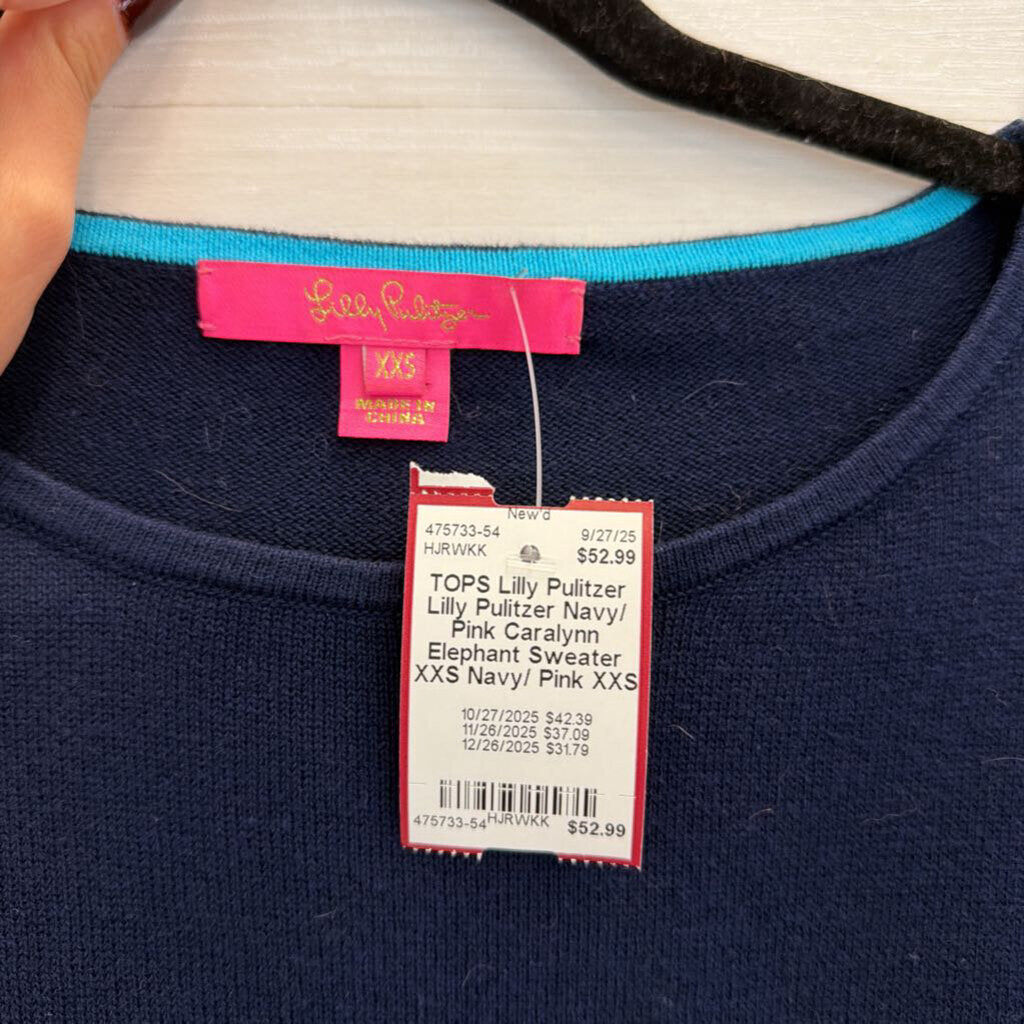 Lilly Pulitzer
XXS
MADE IN
CHINA
New'd
475733-54 9/27/25
HJRWKK $52.99
TOPS Lilly Pulitzer
Lilly Pulitzer Navy/
Pink Caralynn
Elephant Sweater
XXS Navy/ Pink XXS
10/27/2025 $42.39
11/26/2025 $37.09
12/26/2025 $31.79
475733-54 HJRWKK $52.99